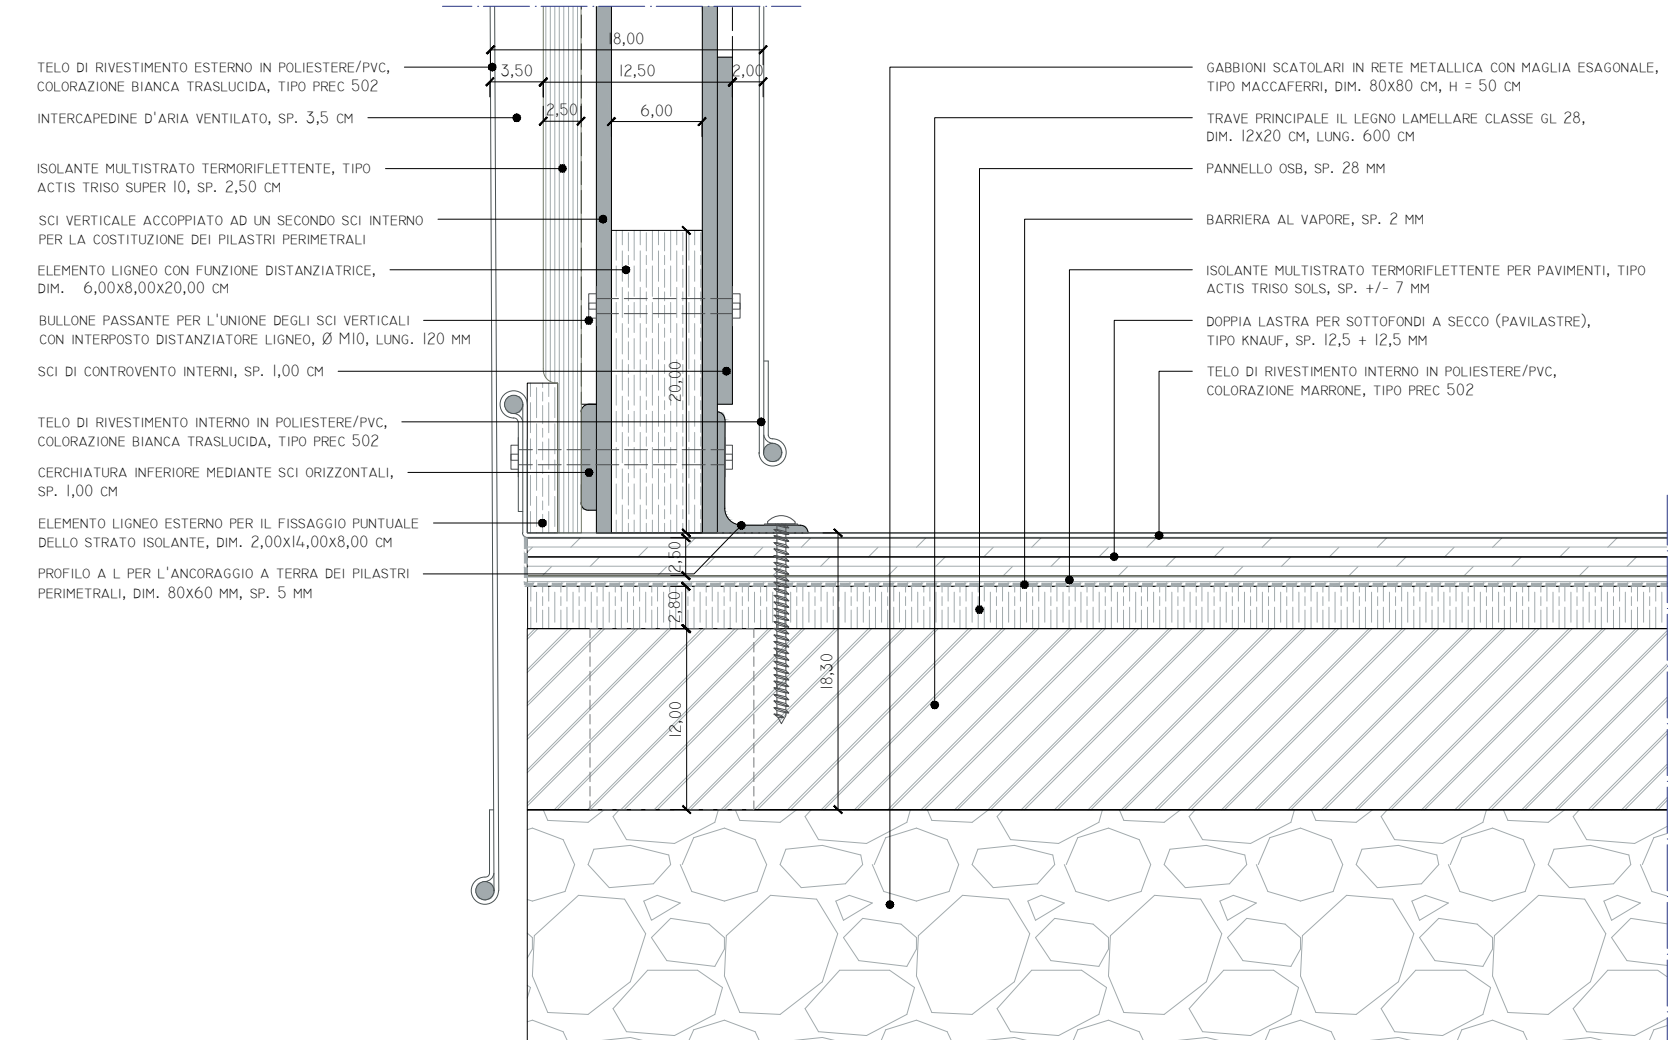 18,00
3,50
12,50
2,00
2,50
6,00
TELO DI RIVESTIMENTO ESTERNO IN POLIESTERE/PVC,
COLORAZIONE BIANCA TRASLUCIDA, TIPO PREC 502
INTERCAPEDINE D'ARIA VENTILATO, SP. 3,5 CM
ISOLANTE MULTISTRATO TERMORIFLETTENTE, TIPO
ACTIS TRISO SUPER 10, SP. 2,50 CM
SCI VERTICALE ACCOPPIATO AD UN SECONDO SCI INTERNO
PER LA COSTITUZIONE DEI PILASTRI PERIMETRALI
ELEMENTO LIGNEO CON FUNZIONE DISTANZIATRICE,
DIM. 6,00X8,00X20,00 CM
BULLONE PASSANTE PER L'UNIONE DEGLI SCI VERTICALI
CON INTERPOSTO DISTANZIATORE LIGNEO, Ø M10, LUNG. 120 MM
SCI DI CONTROVENTO INTERNI, SP. 1,00 CM
TELO DI RIVESTIMENTO INTERNO IN POLIESTERE/PVC,
COLORAZIONE BIANCA TRASLUCIDA, TIPO PREC 502
CERCHIATURA INFERIORE MEDIANTE SCI ORIZZONTALI,
SP. 1,00 CM
ELEMENTO LIGNEO ESTERNO PER IL FISSAGGIO PUNTUALE
DELLO STRATO ISOLANTE, DIM. 2,00X14,00X8,00 CM
PROFILO A L PER L'ANCORAGGIO A TERRA DEI PILASTRI
PERIMETRALI, DIM. 80X60 MM, SP. 5 MM
20,00
2,50
2,80
12,00
18,30
GABBIONI SCATOLARI IN RETE METALLICA CON MAGLIA ESAGONALE,
TIPO MACCAFERRI, DIM. 80X80 CM, H = 50 CM
TRAVE PRINCIPALE IL LEGNO LAMELLARE CLASSE GL 28,
DIM. 12X20 CM, LUNG. 600 CM
PANNELLO OSB, SP. 28 MM
BARRIERA AL VAPORE, SP. 2 MM
ISOLANTE MULTISTRATO TERMORIFLETTENTE PER PAVIMENTI, TIPO
ACTIS TRISO SOLS, SP. +/- 7 MM
DOPPIA LASTRA PER SOTTOFONDI A SECCO (PAVILASTRE),
TIPO KNAUF, SP. 12,5 + 12,5 MM
TELO DI RIVESTIMENTO INTERNO IN POLIESTERE/PVC,
COLORAZIONE MARRONE, TIPO PREC 502